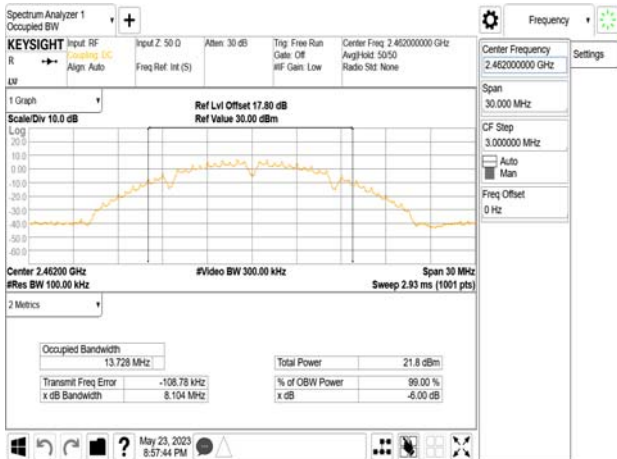 Spectrum Analyzer 1
Occupied BW
+
Frequency
KEYSIGHT
R
Input: RF
Coupling: DC
Align: Auto
Input Z: 50 Ω
Freq Ref: Int (S)
Atten: 30 dB
Trig: Free Run
Gate: Off
#IF Gain: Low
Center Freq: 2.462000000 GHz
Avg|Hold: 50/50
Radio Std: None
Center Frequency
2.462000000 GHz
Settings
Span
30.000 MHz
CF Step
3.000000 MHz
Auto
Man
Freq Offset
0 Hz
1 Graph
Scale/Div 10.0 dB
Ref Lvl Offset 17.80 dB
Ref Value 30.00 dBm
Log
20.0
10.0
0.00
-10.0
-20.0
-30.0
-40.0
-50.0
-60.0
Center 2.46200 GHz
#Res BW 100.00 kHz
#Video BW 300.00 kHz
Span 30 MHz
Sweep 2.93 ms (1001 pts)
2 Metrics
Occupied Bandwidth
13.728 MHz
Total Power 21.8 dBm
Transmit Freq Error -108.78 kHz
% of OBW Power 99.00 %
x dB Bandwidth 8.104 MHz
x dB -6.00 dB
?
May 23, 2023
8:57:44 PM